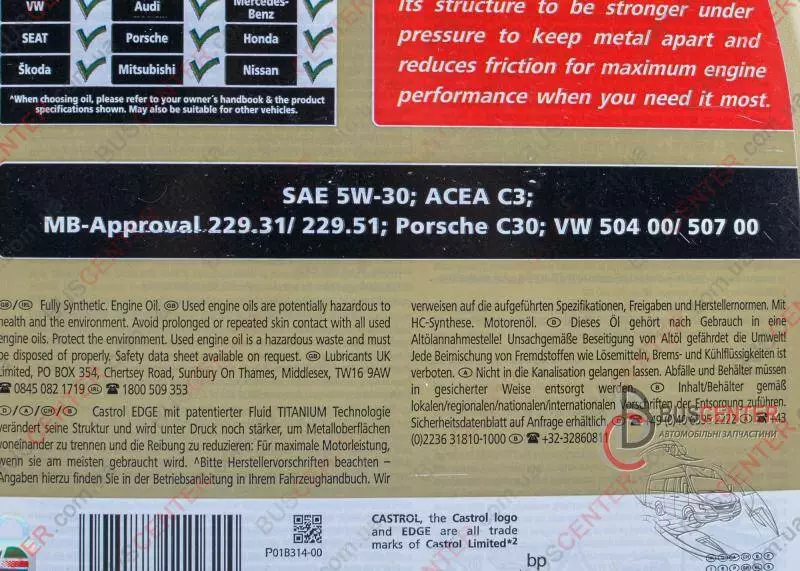 VW Audi Mercedes-Benz
SEAT Porsche Honda
Škoda Mitsubishi Nissan
^When choosing oil, please refer to your owner´s handbook & the product
specifications shown. May also be suitable for other vehicles.
Its structure to be stronger under
pressure to keep metal apart and
reduces friction for maximum engine
performance when you need it most.
SAE 5W-30; ACEA C3;
MB-Approval 229.31/ 229.51; Porsche C30; VW 504 00/ 507 00
GB/IRL Fully Synthetic. Engine Oil. GB Used engine oils are potentially hazardous to
health and the environment. Avoid prolonged or repeated skin contact with all used
engine oils. Protect the environment. Used engine oil is a hazardous waste and must
be disposed of properly. Safety data sheet available on request. GB Lubricants UK
Limited, PO BOX 354, Chertsey Road, Sunbury On Thames, Middlesex, TW16 9AW
☎ 0845 082 1719 IRL ☎ 1800 509 353
D/A/CH/B Castrol EDGE mit patentierter Fluid TITANIUM Technologie
verändert seine Struktur und wird unter Druck noch stärker, um Metalloberflächen
voneinander zu trennen und die Reibung zu reduzieren: Für maximale Motorleistung,
wenn sie am meisten gebraucht wird. ^Bitte Herstellervorschriften beachten –
Angaben hierzu finden Sie in der Betriebsanleitung in Ihrem Fahrzeughandbuch. Wir
verweisen auf die aufgeführten Spezifikationen, Freigaben und Herstellernormen. Mit
HC-Synthese. Motorenöl. D Dieses Öl gehört nach Gebrauch in eine
Altölannahmestelle! Unsachgemäße Beseitigung von Altöl gefährdet die Umwelt!
Jede Beimischung von Fremdstoffen wie Lösemitteln, Brems- und Kühlflüssigkeiten ist
verboten. A Nicht in die Kanalisation gelangen lassen. Abfälle und Behälter müssen
in gesicherter Weise entsorgt werden. Inhalt/Behälter gemäß
lokalen/regionalen/nationalen/internationalen Vorschriften der Entsorgung zuführen.
Sicherheitsdatenblatt auf Anfrage erhältlich. ☎ +43
(0)2236 31810-1000 B ☎ +32-32860811
BUSCENTER
АВТОМОБІЛЬНІ ЗАПЧАСТИНИ
P01B314-00
CASTROL, the Castrol logo
and EDGE are all trade
marks of Castrol Limited*2
bp